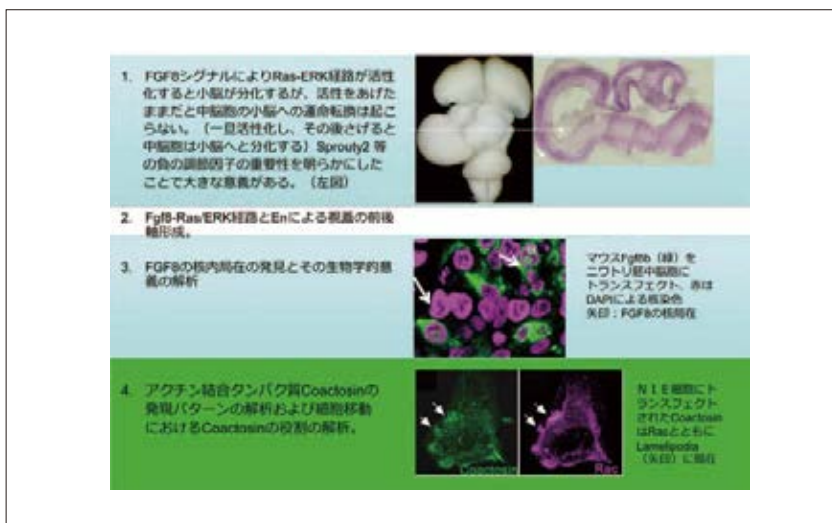 1. FGF8シグナルによりRas-ERK経路が活性
化すると小脳が分化するが、活性をあげた
ままだと中脳胞の小脳への運命転換は起こ
らない。（一旦活性化し、その後さげると
中脳胞は小脳へと分化する）Sprouty2 等
の負の調節因子の重要性を明らかにした
ことで大きな意義がある。（左図）
2. Fgf8-Ras/ERK経路とEnによる視蓋の前後
軸形成。
3. FGF8の核内局在の発見とその生物学的意
義の解析
マウスFgf8b（緑）を
ニワトリ胚中脳胞に
トランスフェクト、赤は
DAPIによる核染色
矢印：FGF8の核局在
4. アクチン結合タンパク質Coactosinの
発現パターンの解析および細胞移動
におけるCoactosinの役割の解析。
Coactosin
Rac
ＮＩＥ細胞にト
ランスフェクト
されたCoactosin
はRacとともに
Lamelipodia
（矢印）に局在